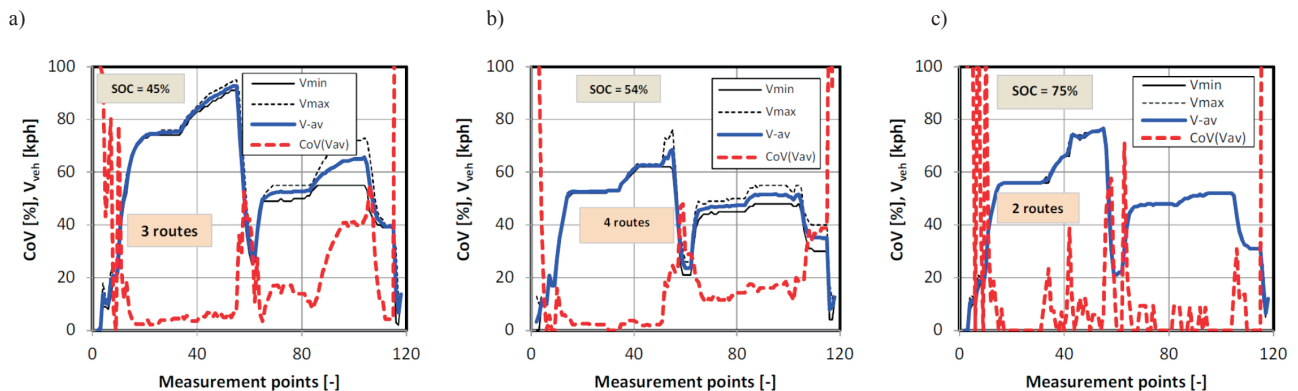 a)
b)
c)
CoV [%], Vveh [kph]
100
80
60
40
20
0
SOC = 45%
Vmin
Vmax
V-av
CoV(Vav)
3 routes
0 40 80 120
Measurement points [-]
CoV [%], Vveh [kph]
100
80
60
40
20
0
SOC = 54%
Vmin
Vmax
V-av
CoV(Vav)
4 routes
0 40 80 120
Measurement points [-]
CoV [%], Vveh [kph]
100
80
60
40
20
0
SOC = 75%
Vmin
Vmax
V-av
CoV(Vav)
2 routes
0 40 80 120
Measurement points [-]